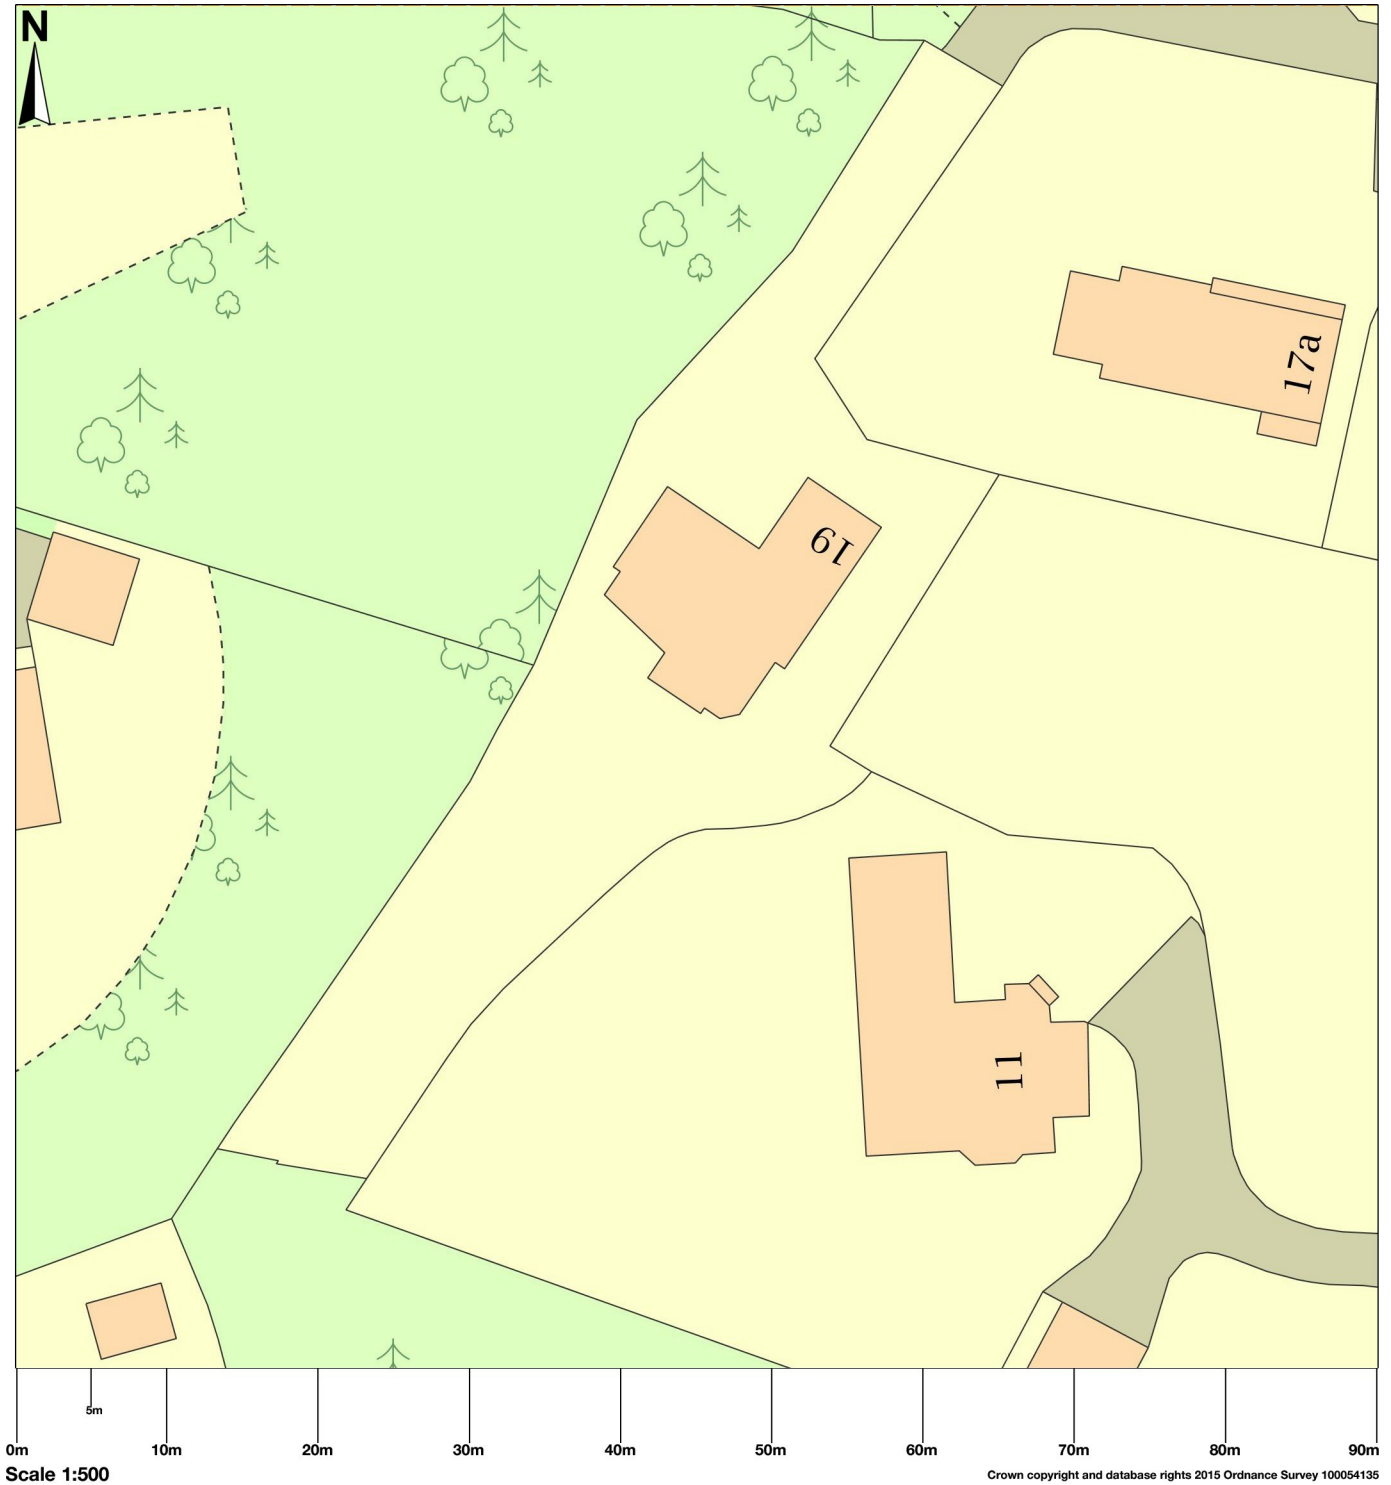 N
17a
19
11
5m
0m 10m 20m 30m 40m 50m 60m 70m 80m 90m
Scale 1:500
Crown copyright and database rights 2015 Ordnance Survey 100054135